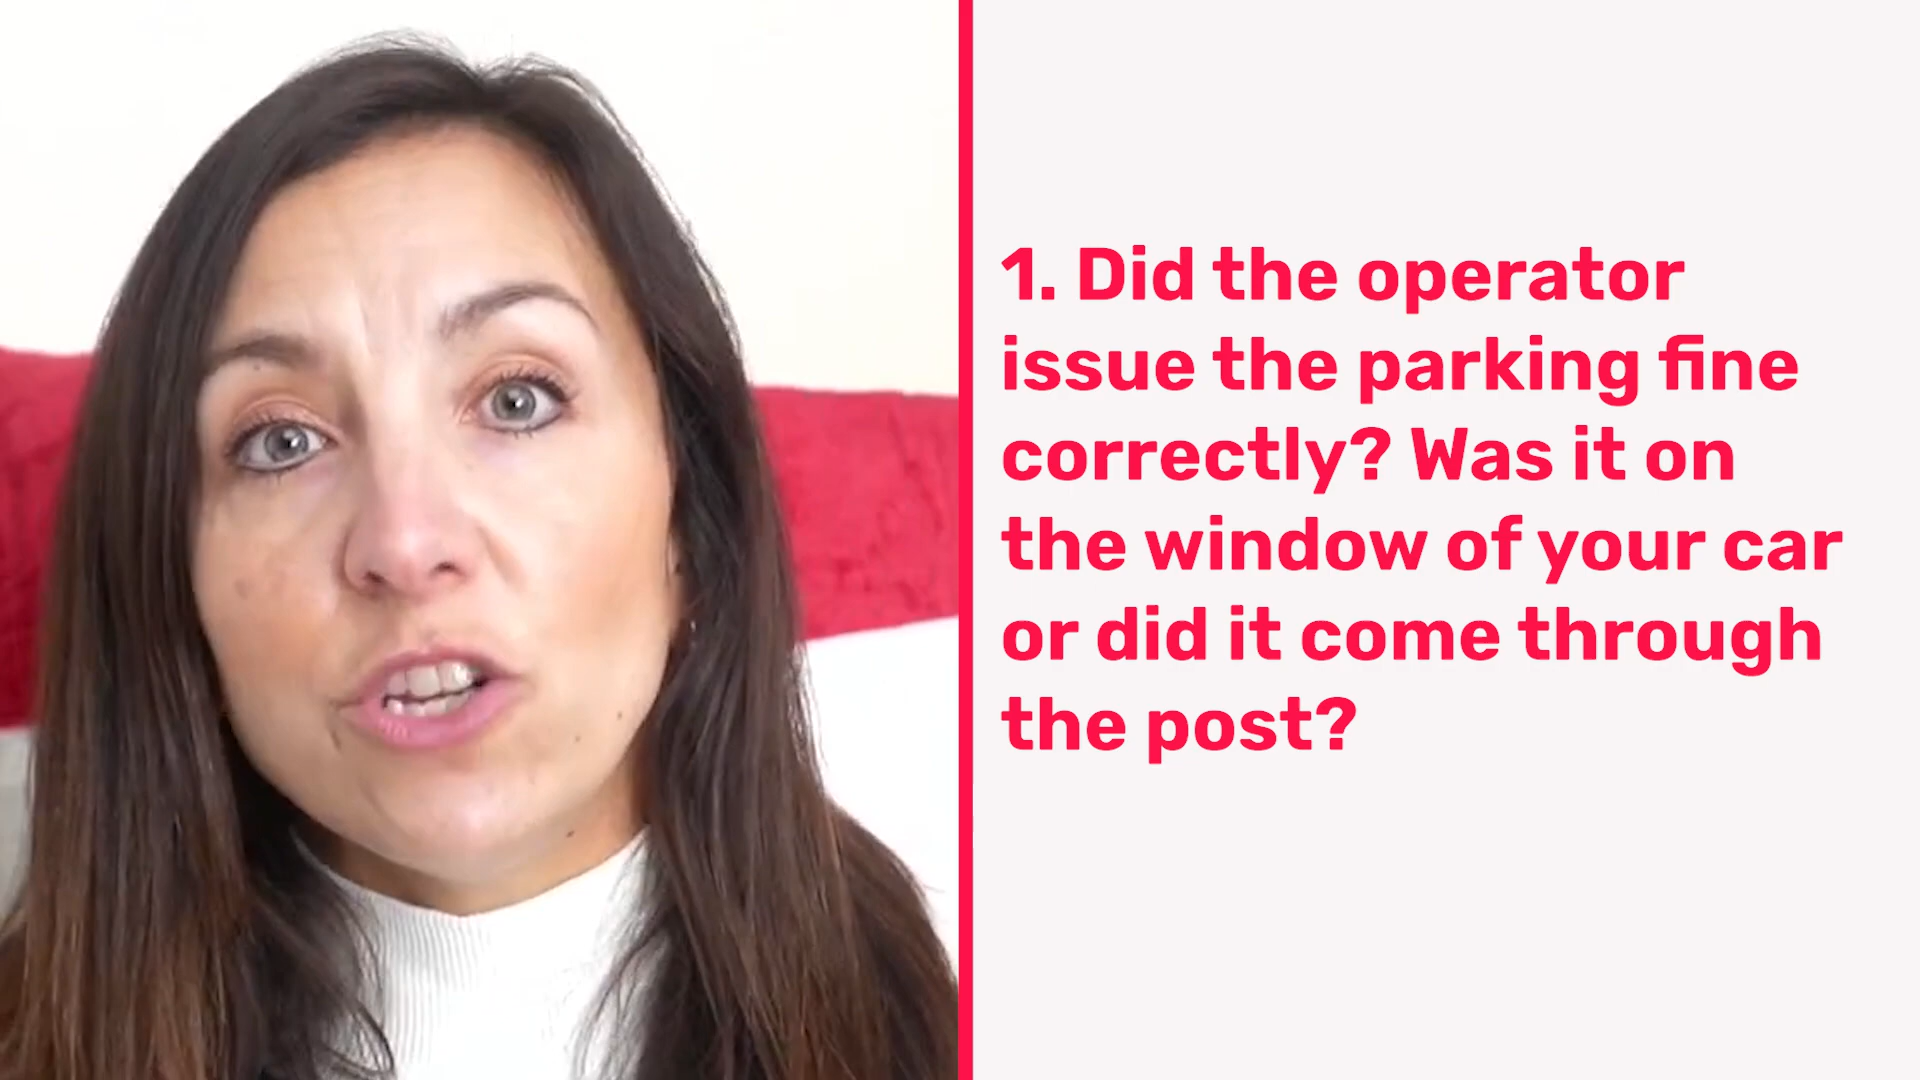 1. Did the operator
issue the parking fine
correctly? Was it on
the window of your car
or did it come through
the post?